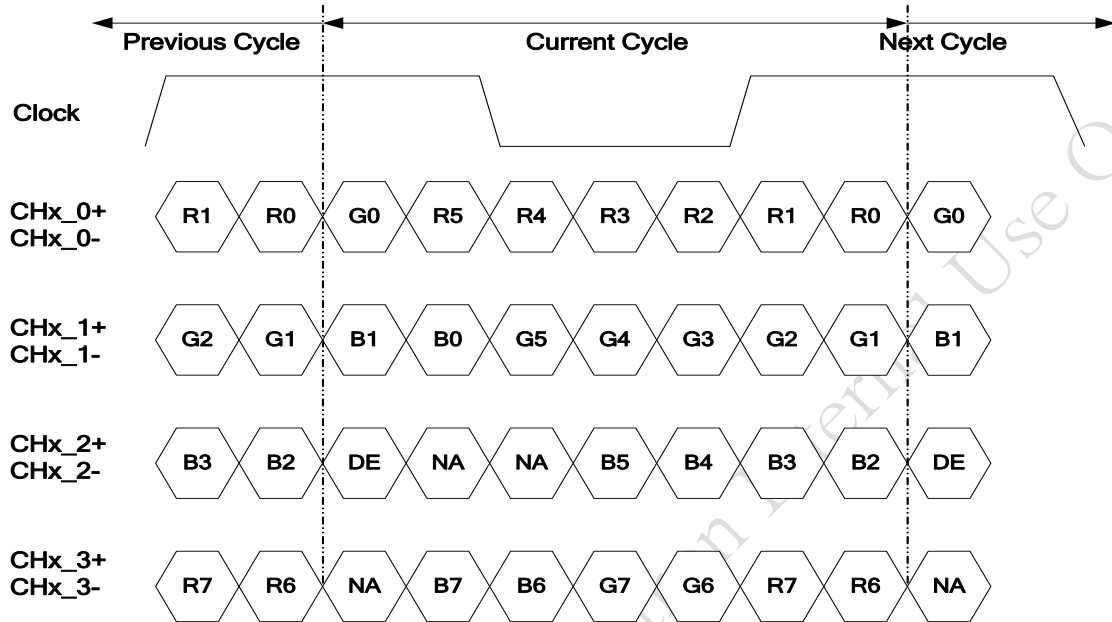 Previous Cycle Current Cycle Next Cycle
Clock
CHx_0+
CHx_0-
R1 R0 G0 R5 R4 R3 R2 R1 R0 G0
CHx_1+
CHx_1-
G2 G1 B1 B0 G5 G4 G3 G2 G1 B1
CHx_2+
CHx_2-
B3 B2 DE NA NA B5 B4 B3 B2 DE
CHx_3+
CHx_3-
R7 R6 NA B7 B6 G7 G6 R7 R6 NA
Use